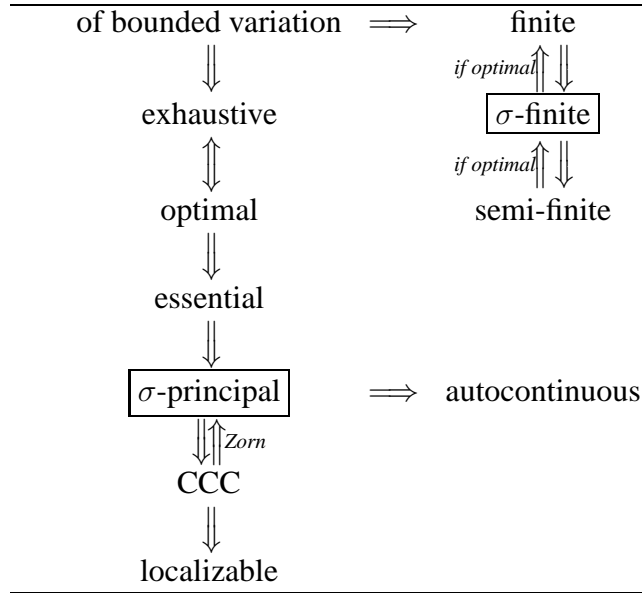 of bounded variation ⟹ finite
if optimal
exhaustive
σ-finite
if optimal
optimal
semi-finite
essential
σ-principal ⟹ autocontinuous
Zorn
CCC
localizable